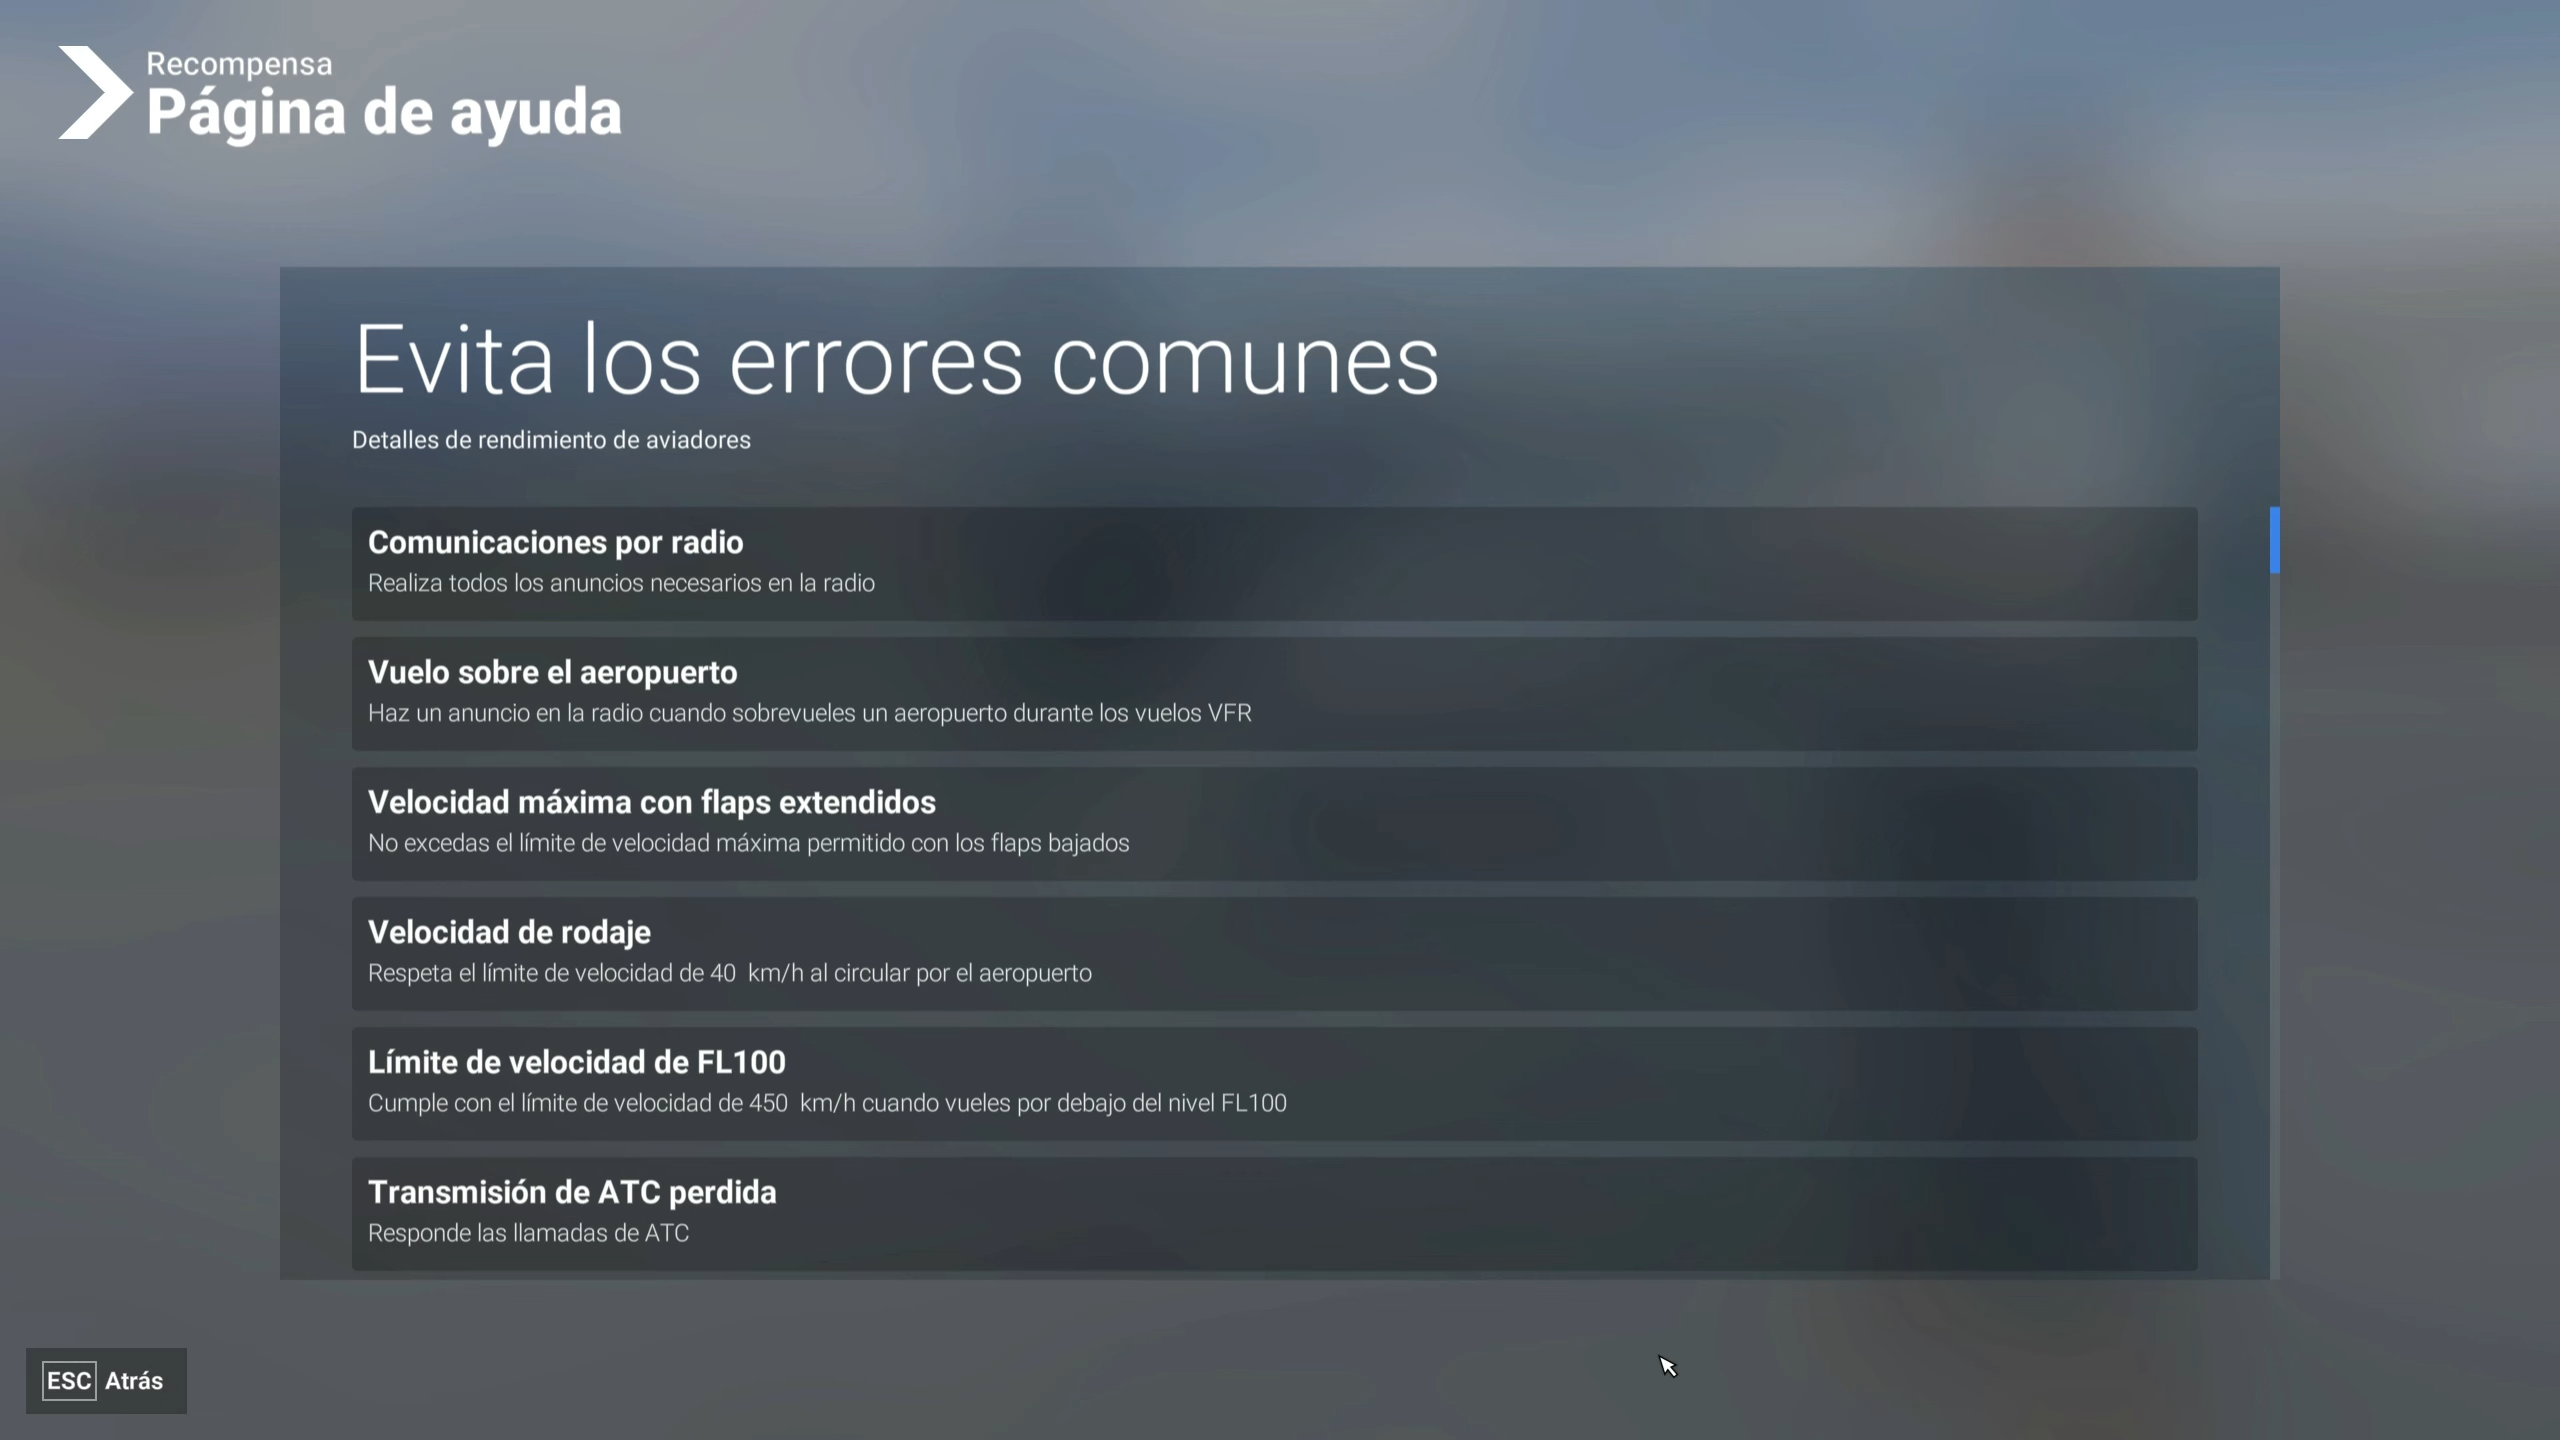 Recompensa
Página de ayuda
Evita los errores comunes
Detalles de rendimiento de aviadores
Comunicaciones por radio
Realiza todos los anuncios necesarios en la radio
Vuelo sobre el aeropuerto
Haz un anuncio en la radio cuando sobrevueles un aeropuerto durante los vuelos VFR
Velocidad máxima con flaps extendidos
No excedas el límite de velocidad máxima permitido con los flaps bajados
Velocidad de rodaje
Respeta el límite de velocidad de 40  km/h al circular por el aeropuerto
Límite de velocidad de FL100
Cumple con el límite de velocidad de 450  km/h cuando vueles por debajo del nivel FL100
Transmisión de ATC perdida
Responde las llamadas de ATC
ESC Atrás